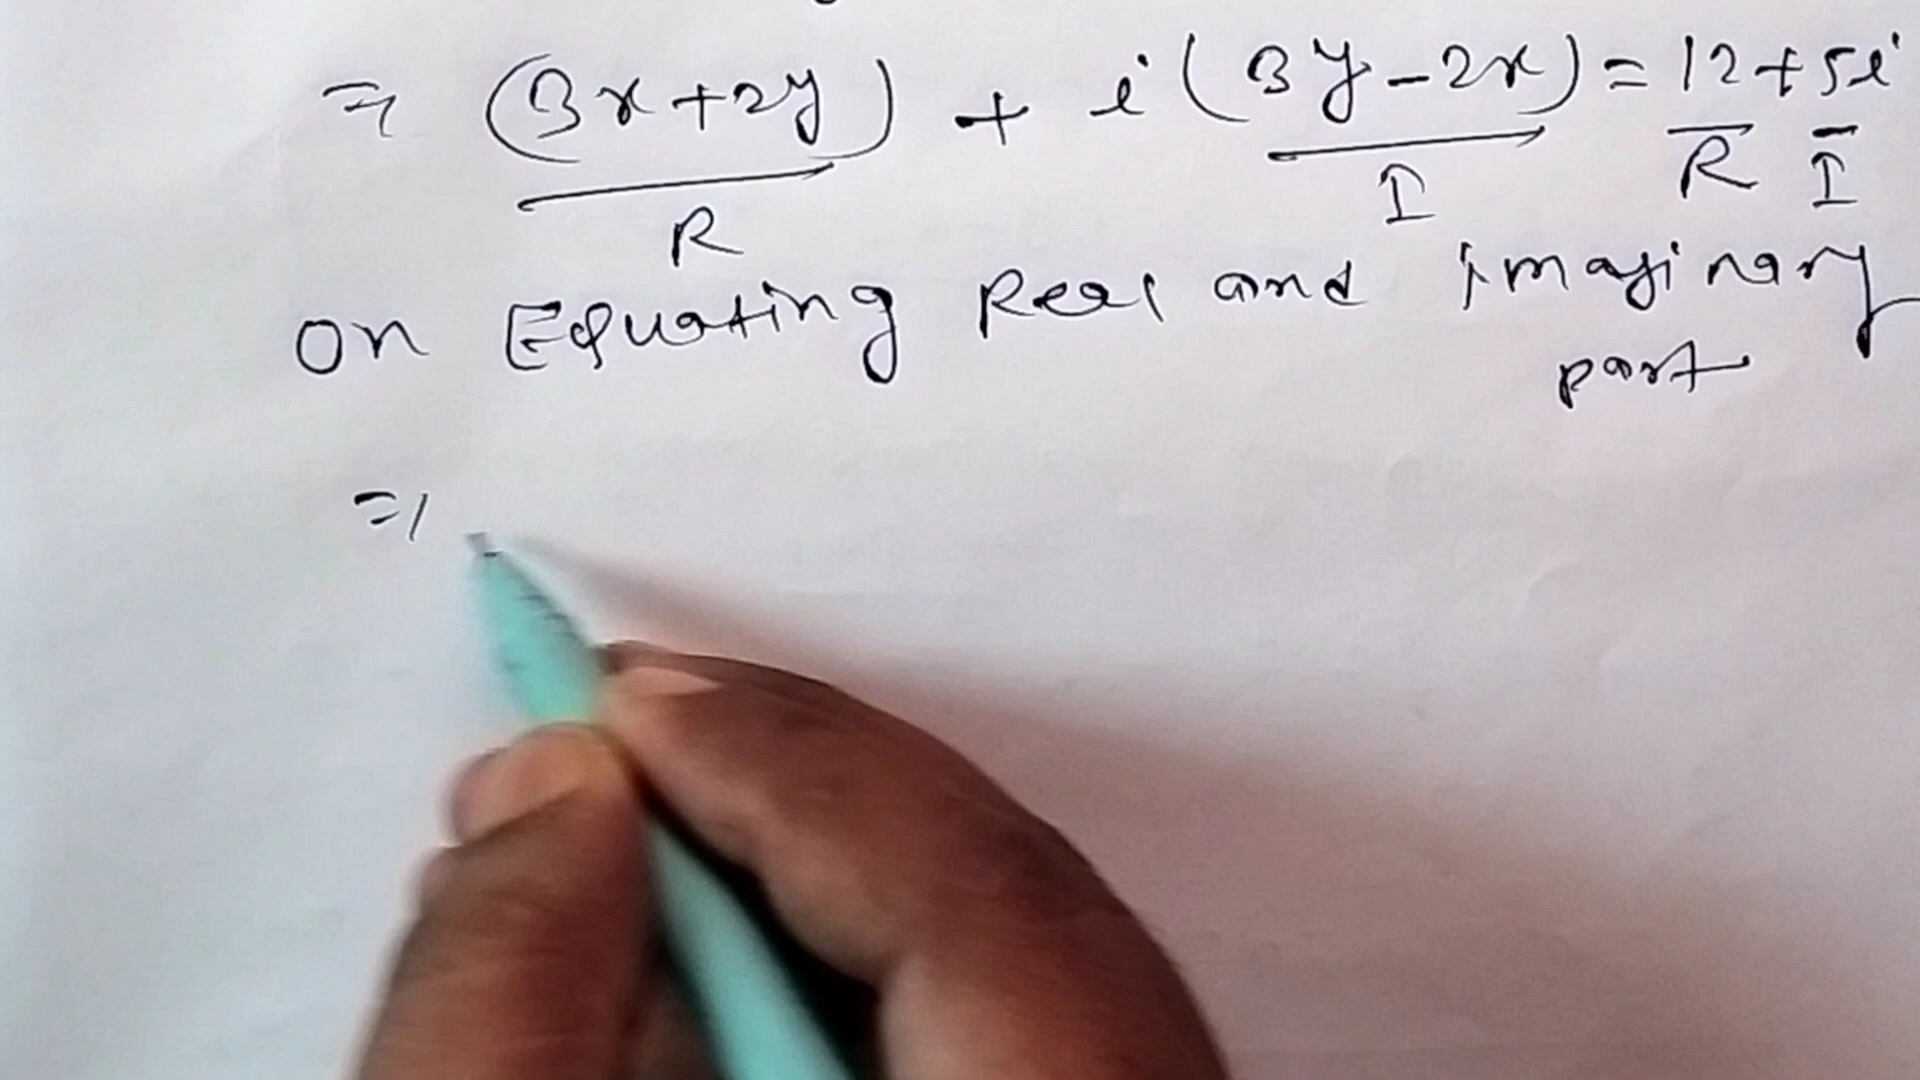 ⇒ (3x+2y) + i(3y-2x) = 12+5i
R I R I
on Equating Real and imaginary
part
⇒